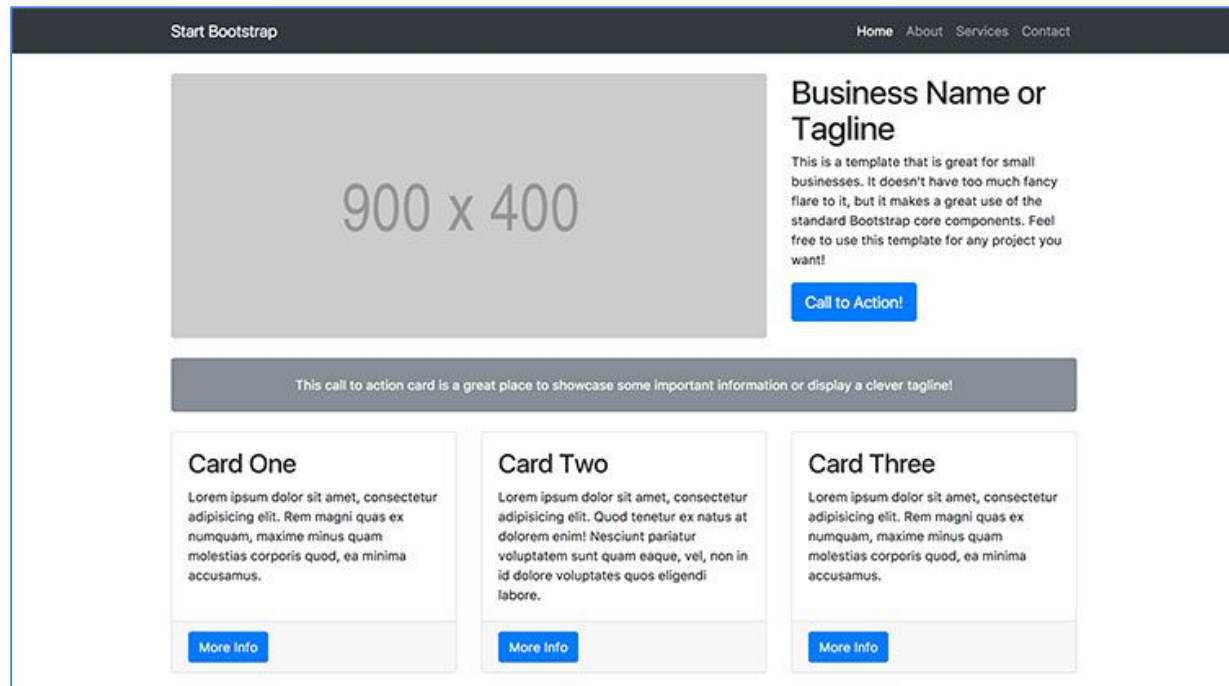 Start Bootstrap
Home About Services Contact
900 x 400
Business Name or
Tagline
This is a template that is great for small
businesses. It doesn't have too much fancy
flare to it, but it makes a great use of the
standard Bootstrap core components. Feel
free to use this template for any project you
want!
Call to Action!
This call to action card is a great place to showcase some important information or display a clever tagline!
Card One
Lorem ipsum dolor sit amet, consectetur
adipisicing elit. Rem magni quas ex
numquam, maxime minus quam
molestias corporis quod, ea minima
accusamus.
More Info
Card Two
Lorem ipsum dolor sit amet, consectetur
adipisicing elit. Quod tenetur ex natus at
dolorem enim! Nesciunt pariatur
voluptatem sunt quam eaque, vel, non in
id dolore voluptates quos eligendi
labore.
More Info
Card Three
Lorem ipsum dolor sit amet, consectetur
adipisicing elit. Rem magni quas ex
numquam, maxime minus quam
molestias corporis quod, ea minima
accusamus.
More Info